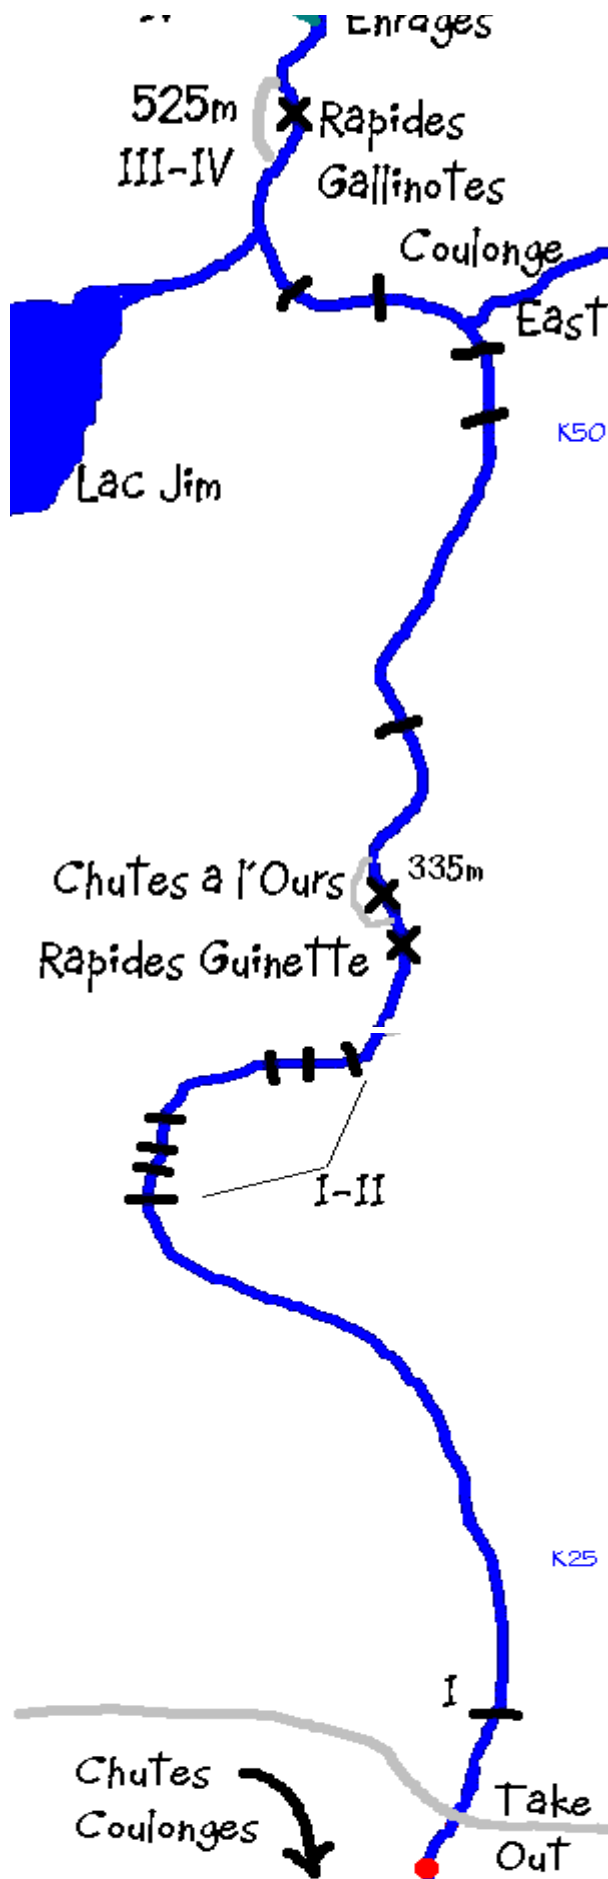 Enrages
525m
Rapides
III-IV
Gallinotes
Coulonge
East
K50
Lac Jim
335m
Chutes a l'Ours
Rapides Guinette
I-II
K25
I
Chutes
Coulonges
Take
Out